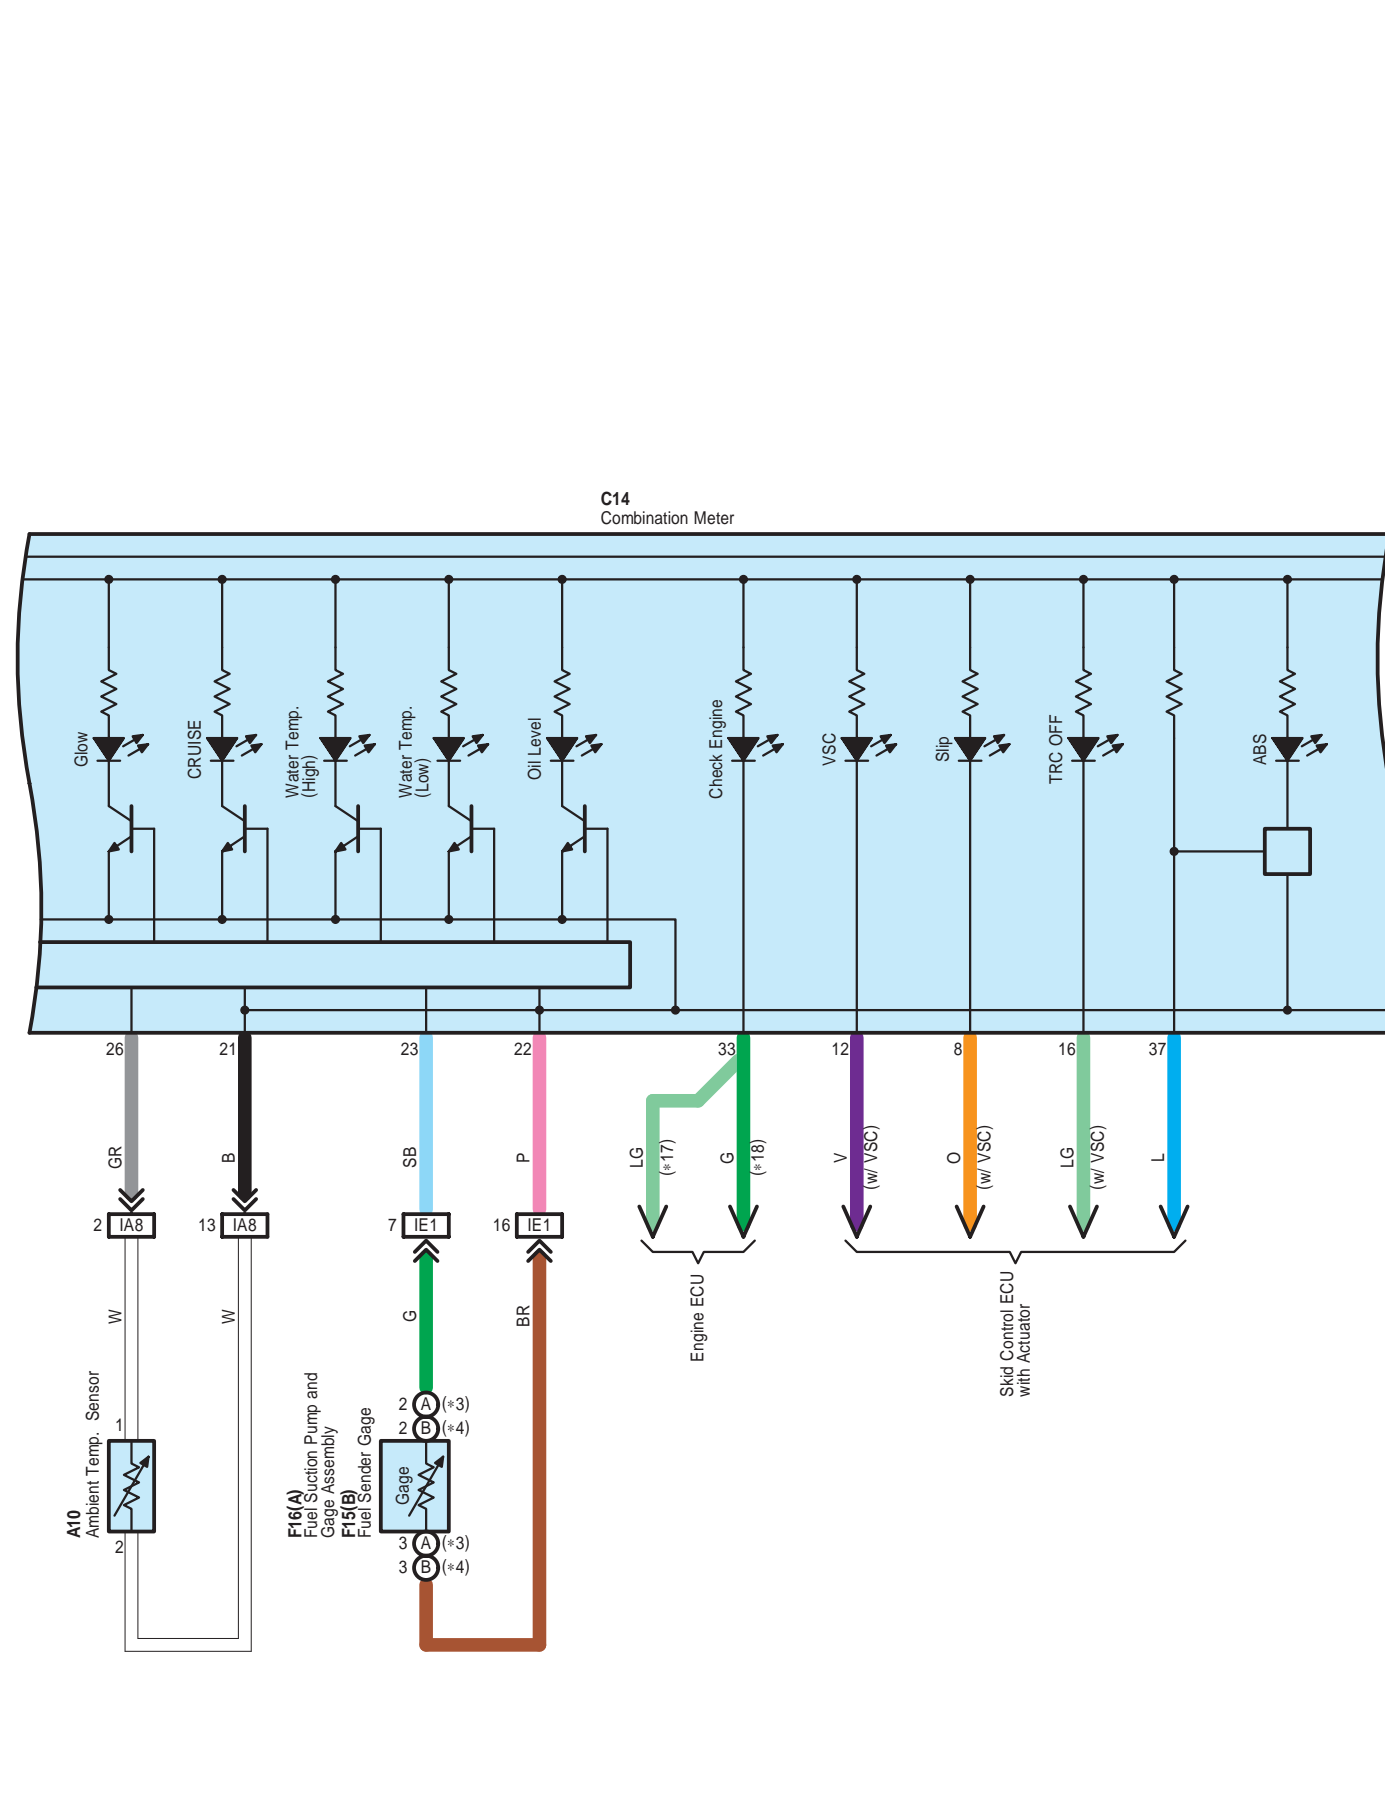 C14
Combination Meter
Glow
CRUISE
Water Temp.
(High)
Water Temp.
(Low)
Oil Level
Check Engine
VSC
Slip
TRC OFF
ABS
26
21
23
22
33
12
8
16
37
GR
B
SB
P
LG
(*17)
G
(*18)
V
(w/ VSC)
O
(w/ VSC)
LG
(w/ VSC)
L
2 IA8
13 IA8
7 IE1
16 IE1
W
W
G
BR
Engine ECU
Skid Control ECU
with Actuator
A10
Ambient Temp. Sensor
1
2
F16(A)
Fuel Suction Pump and
Gage Assembly
F15(B)
Fuel Sender Gage
2 A (*3)
2 B (*4)
Gage
3 A (*3)
3 B (*4)